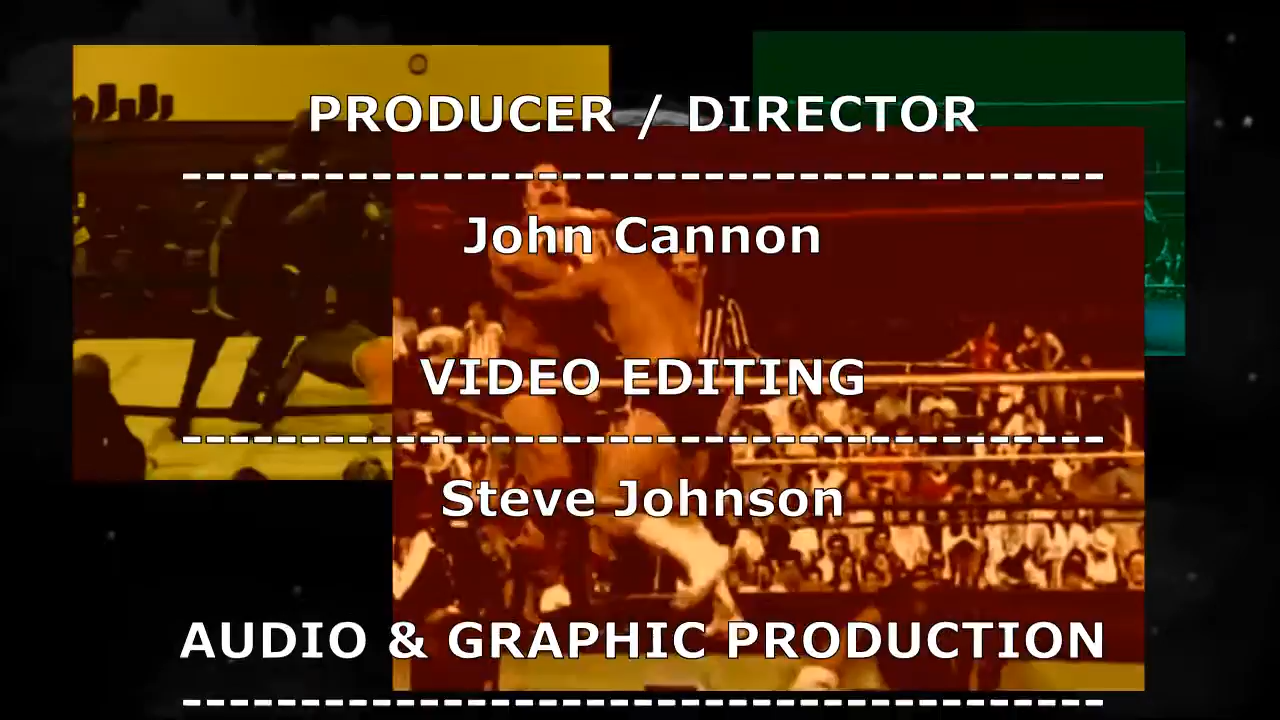 PRODUCER / DIRECTOR
---------------------------------------
John Cannon
VIDEO EDITING
---------------------------------------
Steve Johnson
AUDIO & GRAPHIC PRODUCTION
---------------------------------------